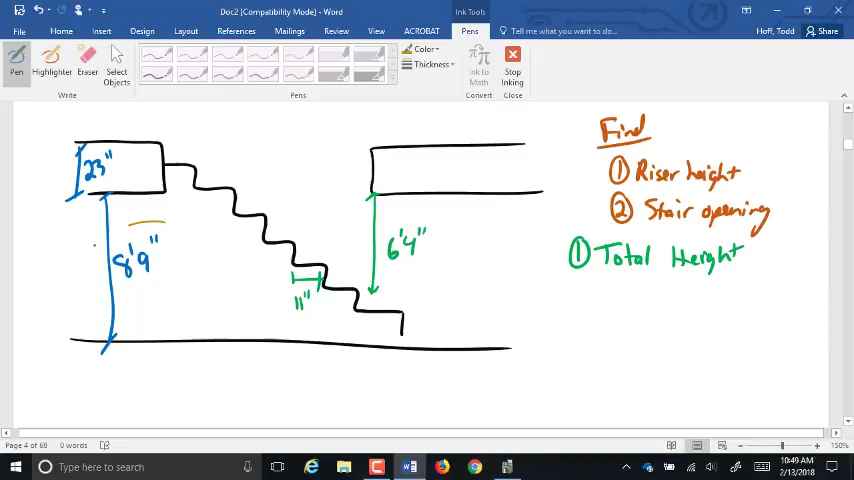 Doc2 [Compatibility Mode] - Word
Ink Tools
Hoff, Todd
File
Home
Insert
Design
Layout
References
Mailings
Review
View
ACROBAT
Pens
Tell me what you want to do...
Share
Pen
Highlighter
Eraser
Select Objects
Color
Thickness
Ink to Math
Stop Inking
Write
Pens
Convert
Close
23"
8'9"
11"
6'4"
Find
① Riser height
② Stair opening
① Total Height
Page 4 of 68
0 words
150%
Type here to search
10:49 AM
2/13/2018